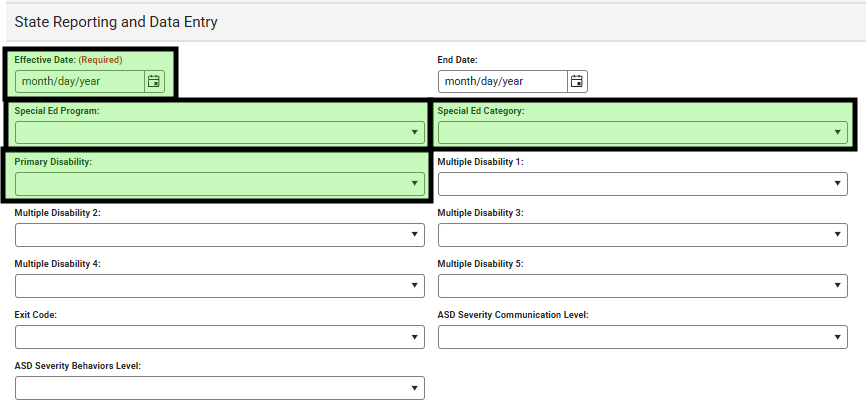 State Reporting and Data Entry
Effective Date: (Required)
End Date:
month/day/year
month/day/year
Special Ed Program:
Special Ed Category:
Primary Disability:
Multiple Disability 1:
Multiple Disability 2:
Multiple Disability 3:
Multiple Disability 4:
Multiple Disability 5:
Exit Code:
ASD Severity Communication Level:
ASD Severity Behaviors Level: